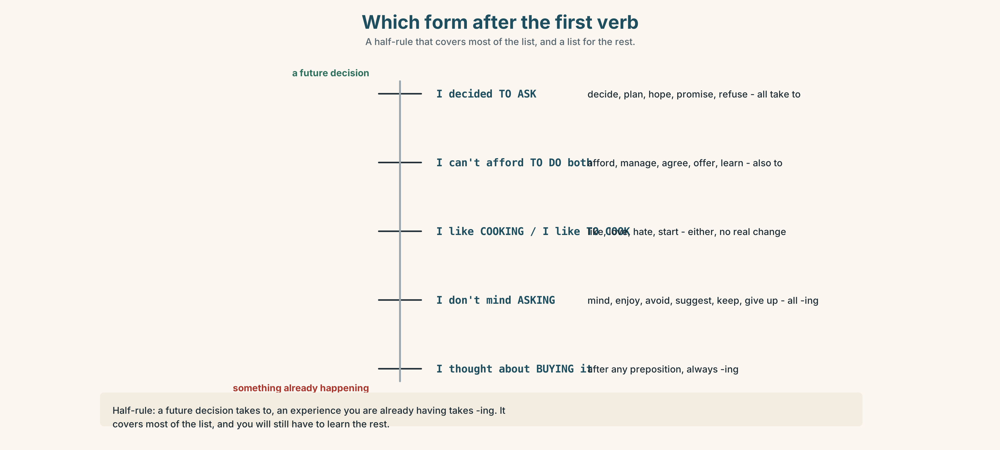 Which form after the first verb
A half-rule that covers most of the list, and a list for the rest.
a future decision
I decided TO ASK
decide, plan, hope, promise, refuse - all take to
I can't afford TO DO both
afford, manage, agree, offer, learn - also to
I like COOKING / I like TO COOK
like, love, hate, start - either, no real change
I don't mind ASKING
mind, enjoy, avoid, suggest, keep, give up - all -ing
I thought about BUYING it
after any preposition, always -ing
something already happening
Half-rule: a future decision takes to, an experience you are already having takes -ing. It
covers most of the list, and you will still have to learn the rest.